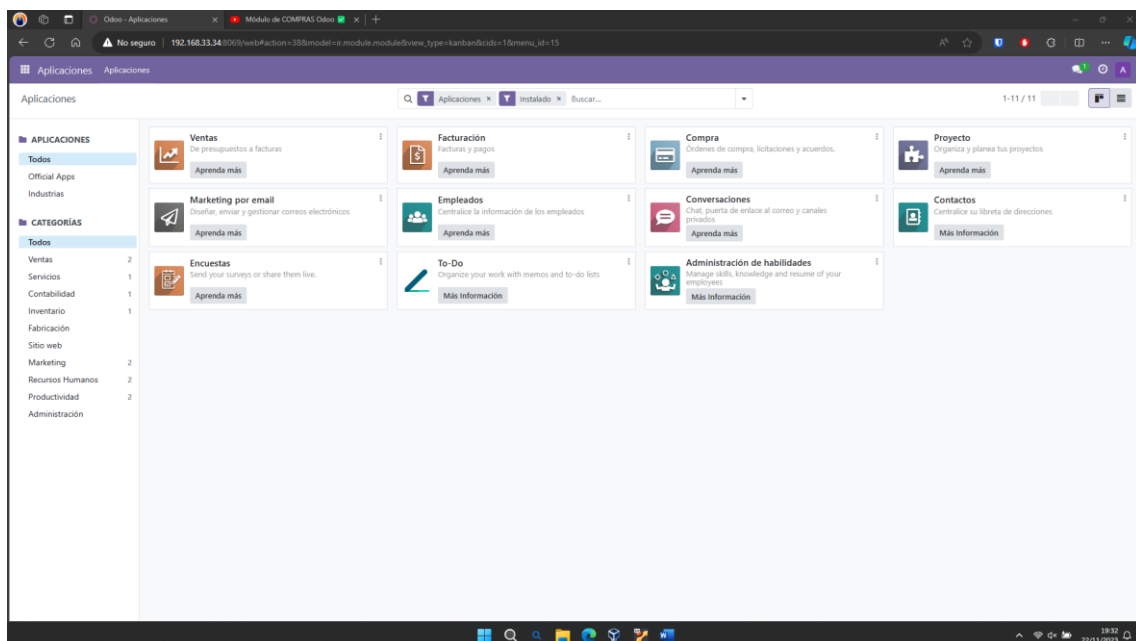 Odoo - Aplicaciones
Módulo de COMPRAS Odoo ✅
No seguro 192.168.33.34:8069/web#action=38&model=ir.module.module&view_type=kanban&cids=1&menu_id=15
Aplicaciones Aplicaciones
1
A
Aplicaciones
Aplicaciones × Instalado × Buscar...
1-11 / 11
APLICACIONES
Todos
Official Apps
Industrias
CATEGORÍAS
Todos
Ventas 2
Servicios 1
Contabilidad 1
Inventario 1
Fabricación
Sitio web
Marketing 2
Recursos Humanos 2
Productividad 2
Administración
Ventas
De presupuestos a facturas
Aprenda más
Facturación
Facturas y pagos
Aprenda más
Compra
Órdenes de compra, licitaciones y acuerdos.
Aprenda más
Proyecto
Organiza y planea tus proyectos
Aprenda más
Marketing por email
Diseñar, enviar y gestionar correos electrónicos
Aprenda más
Empleados
Centralice la información de los empleados
Aprenda más
Conversaciones
Chat, puerta de enlace al correo y canales
privados
Aprenda más
Contactos
Centralice su libreta de direcciones
Más Información
Encuestas
Send your surveys or share them live.
Aprenda más
To-Do
Organize your work with memos and to-do lists
Más Información
Administración de habilidades
Manage skills, knowledge and resume of your
employees
Más Información
19:32
22/11/2023